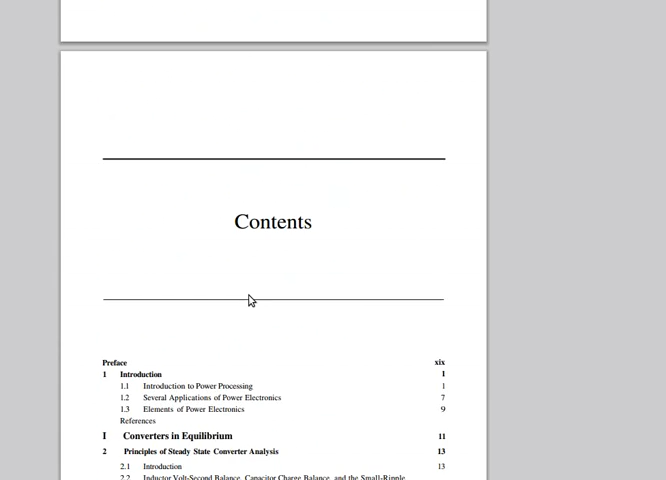 Contents
Preface xix
1 Introduction 1
1.1 Introduction to Power Processing 1
1.2 Several Applications of Power Electronics 7
1.3 Elements of Power Electronics 9
References
I Converters in Equilibrium 11
2 Principles of Steady State Converter Analysis 13
2.1 Introduction 13
2.2 Inductor Volt-Second Balance, Capacitor Charge Balance, and the Small-Ripple